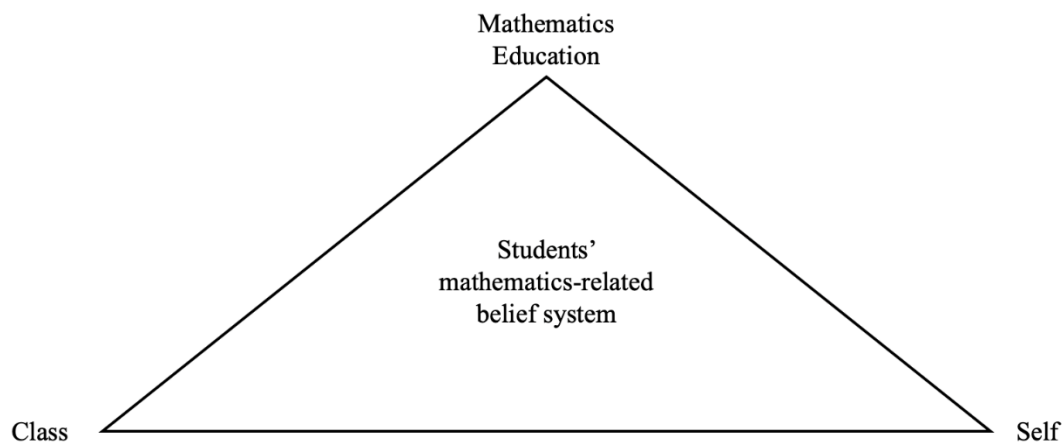 Mathematics
Education
Students’
mathematics-related
belief system
Class
Self